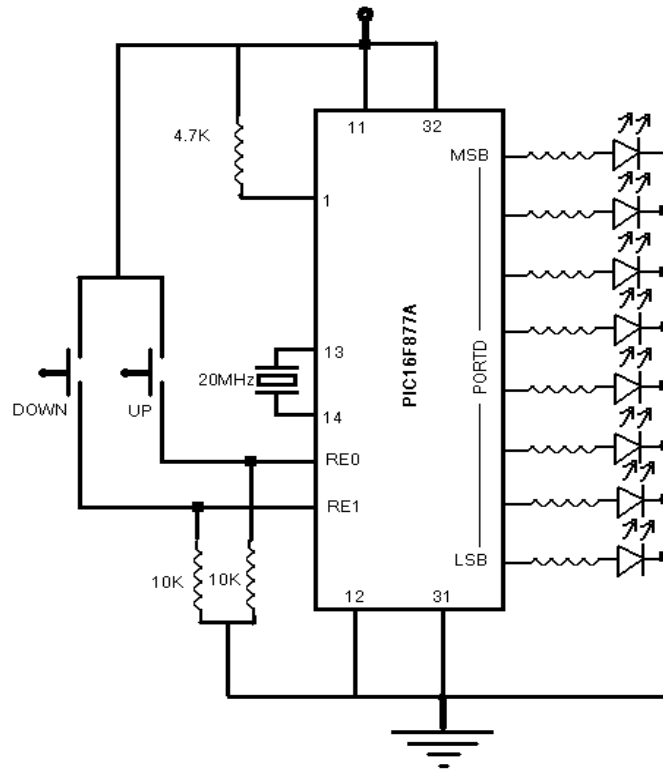 11
32
4.7K
MSB
1
PIC16F877A
PORTD
13
20MHz
14
DOWN
UP
RE0
RE1
LSB
10K
10K
12
31